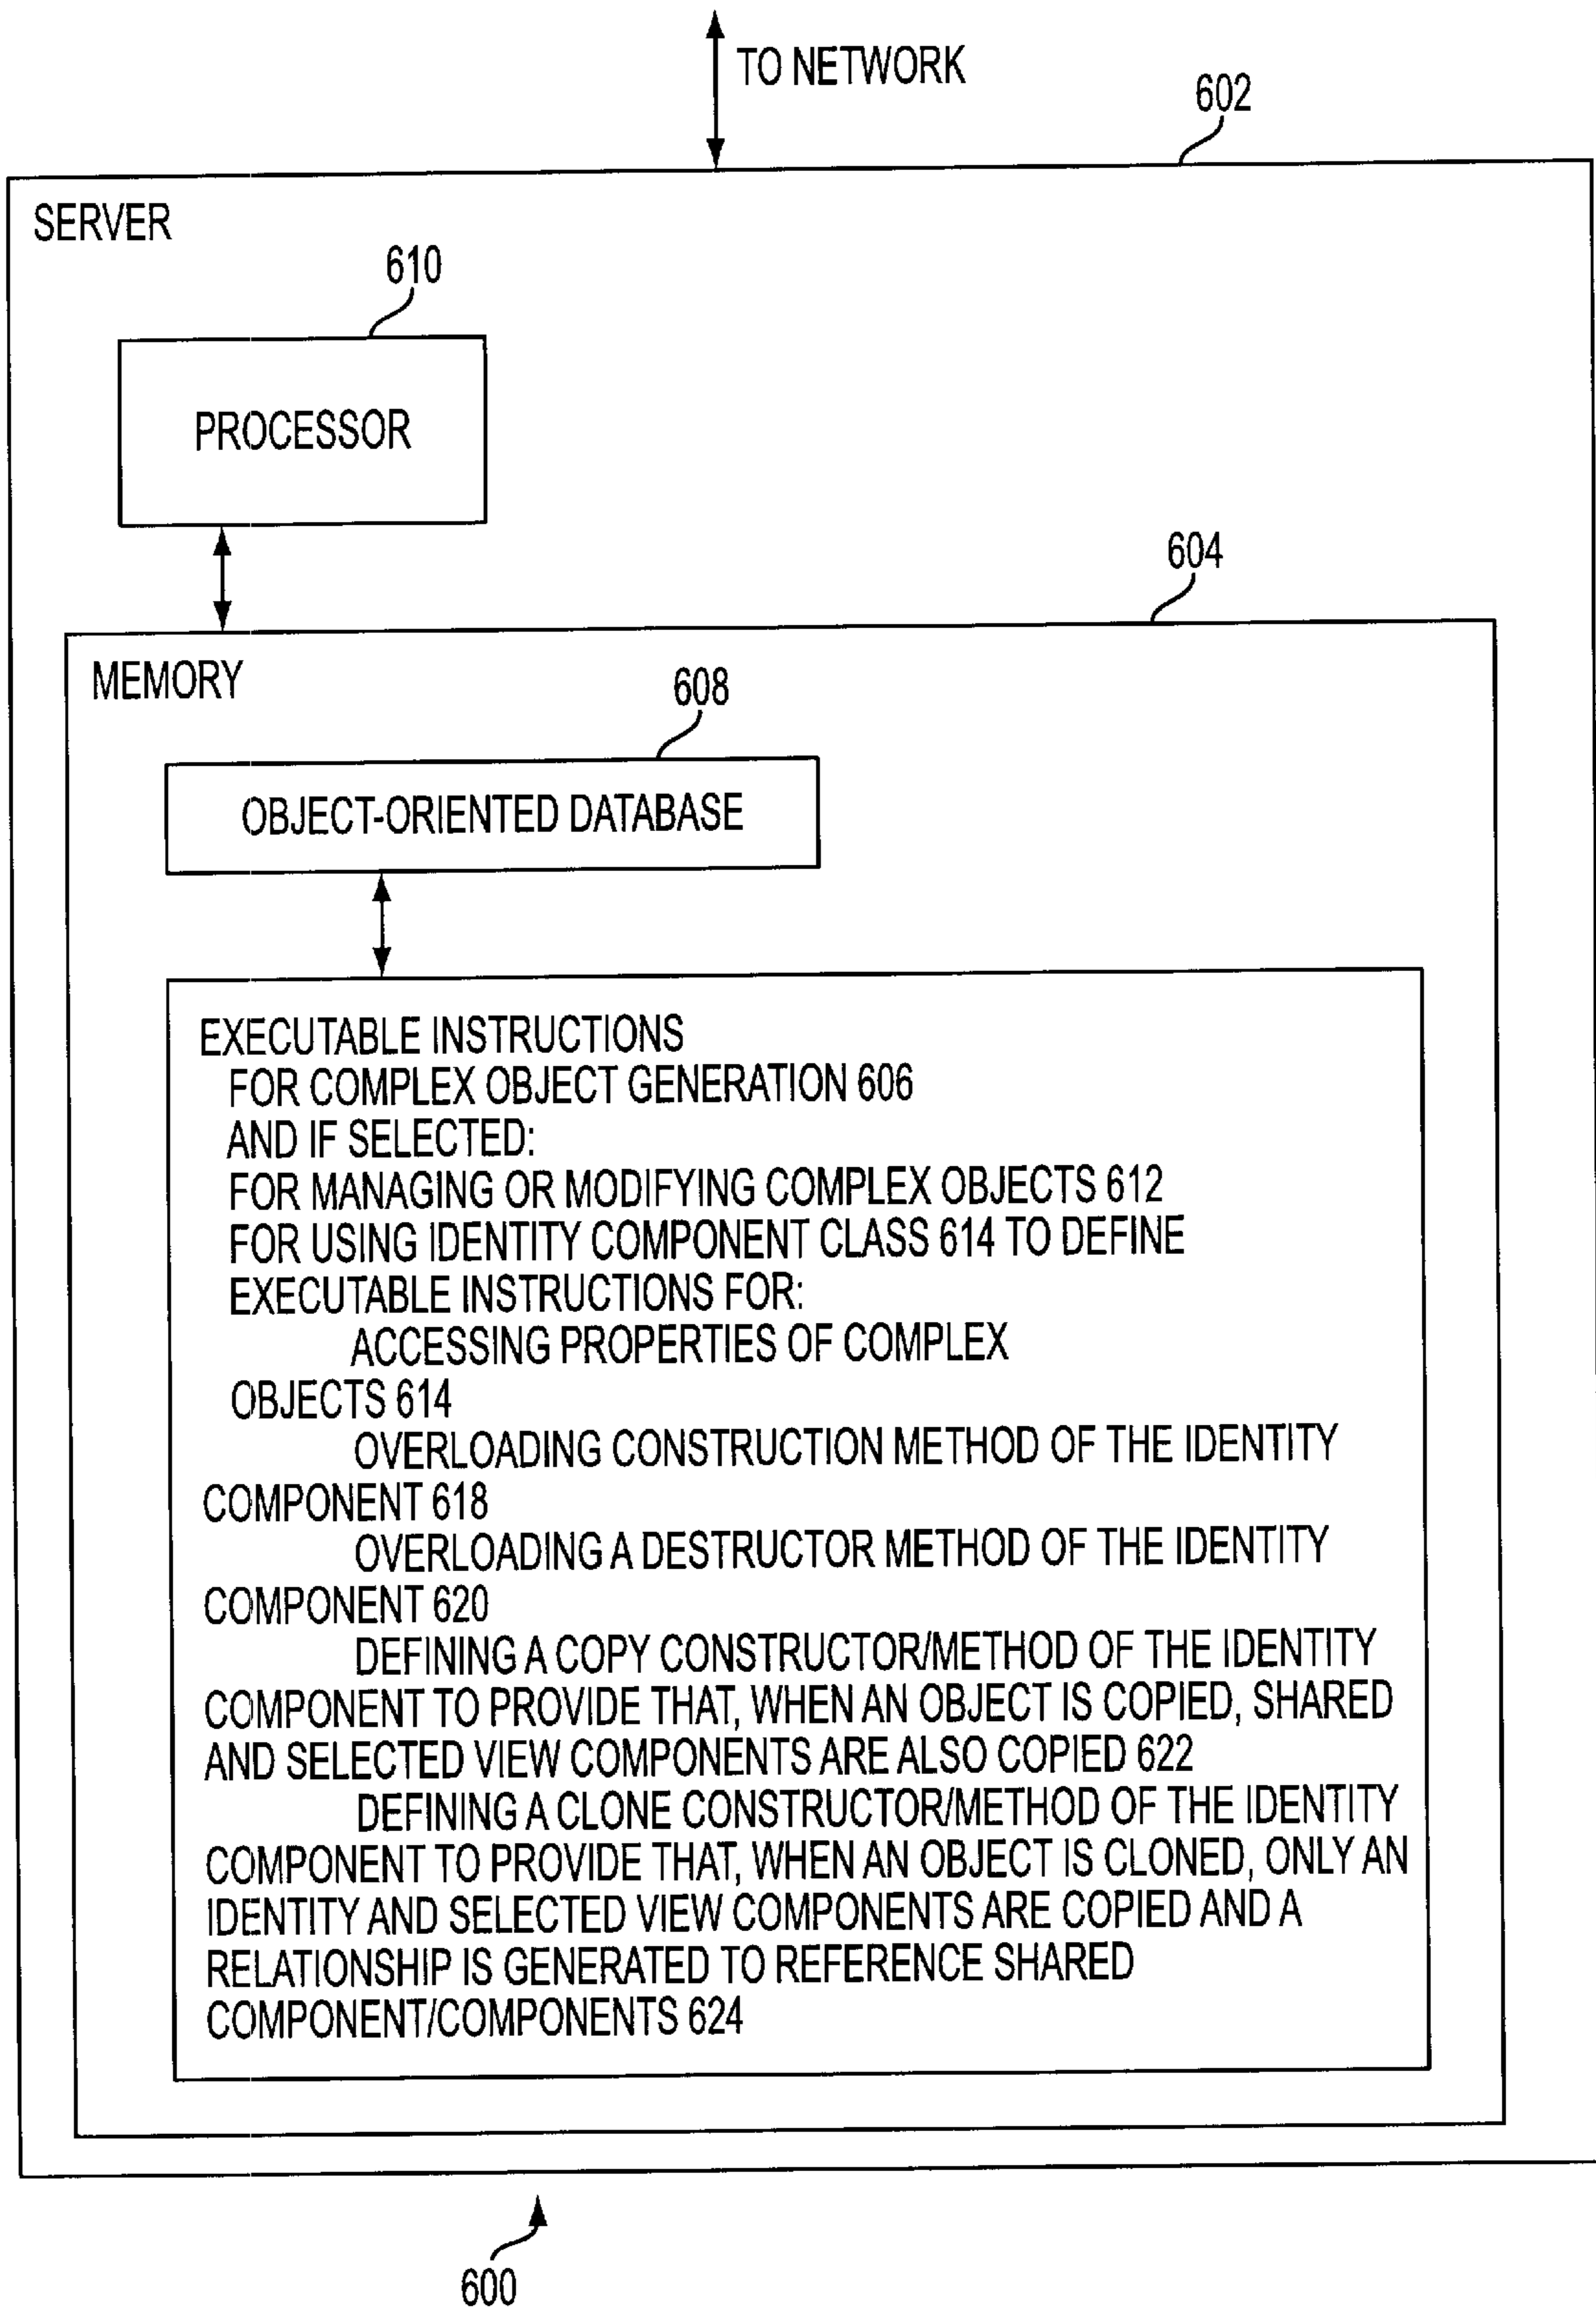 TO NETWORK
602
SERVER
610
PROCESSOR
604
MEMORY
608
OBJECT-ORIENTED DATABASE
EXECUTABLE INSTRUCTIONS
FOR COMPLEX OBJECT GENERATION 606
AND IF SELECTED:
FOR MANAGING OR MODIFYING COMPLEX OBJECTS 612
FOR USING IDENTITY COMPONENT CLASS 614 TO DEFINE
EXECUTABLE INSTRUCTIONS FOR:
ACCESSING PROPERTIES OF COMPLEX
OBJECTS 614
OVERLOADING CONSTRUCTION METHOD OF THE IDENTITY
COMPONENT 618
OVERLOADING A DESTRUCTOR METHOD OF THE IDENTITY
COMPONENT 620
DEFINING A COPY CONSTRUCTOR/METHOD OF THE IDENTITY
COMPONENT TO PROVIDE THAT, WHEN AN OBJECT IS COPIED, SHARED
AND SELECTED VIEW COMPONENTS ARE ALSO COPIED 622
DEFINING A CLONE CONSTRUCTOR/METHOD OF THE IDENTITY
COMPONENT TO PROVIDE THAT, WHEN AN OBJECT IS CLONED, ONLY AN
IDENTITY AND SELECTED VIEW COMPONENTS ARE COPIED AND A
RELATIONSHIP IS GENERATED TO REFERENCE SHARED
COMPONENT/COMPONENTS 624
600